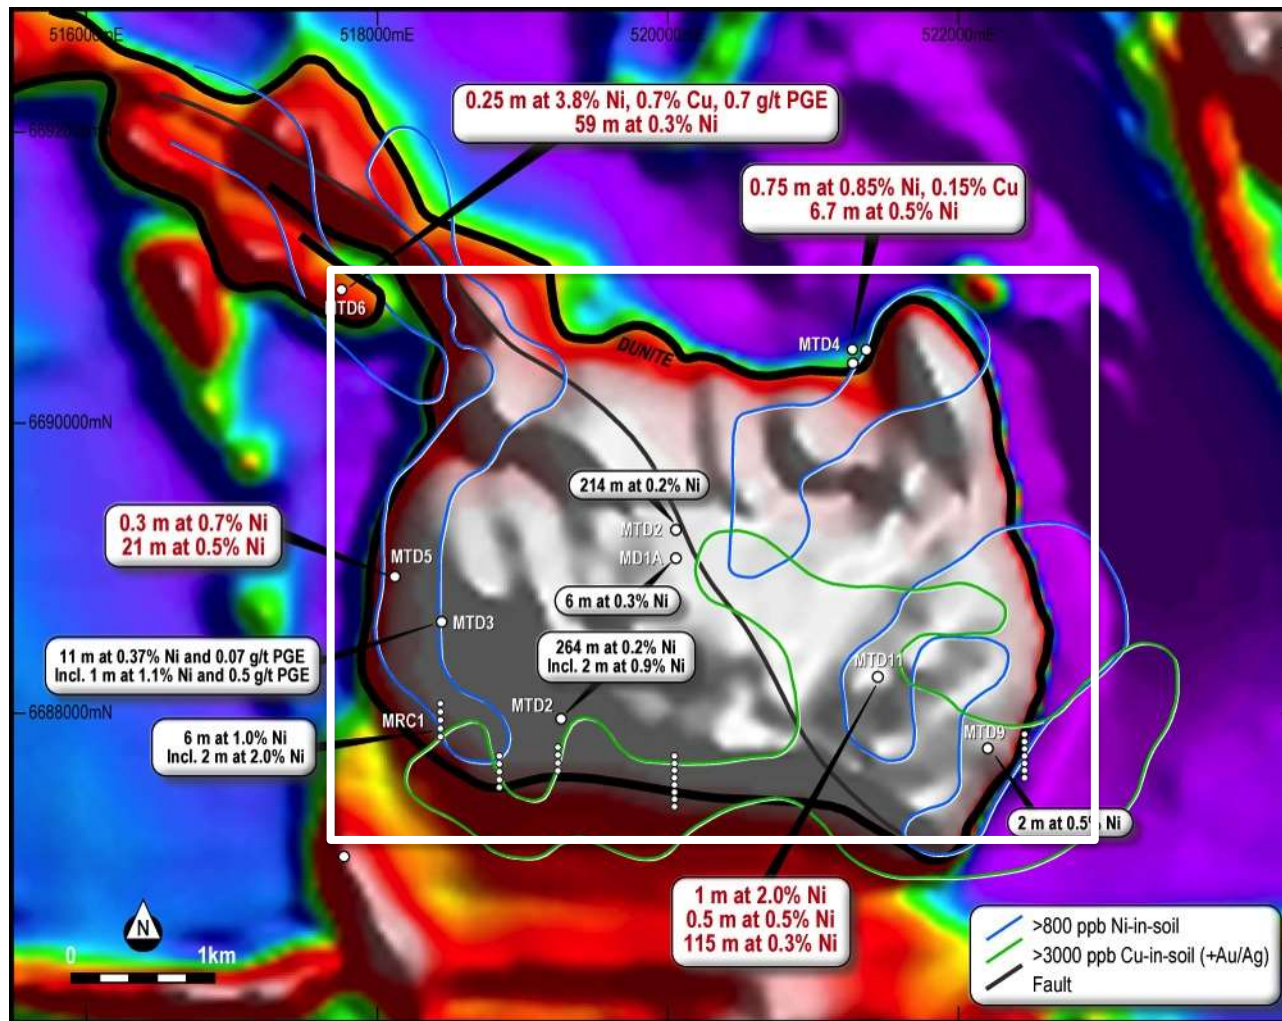 516000mE
518000mE
520000mE
522000mE
0.25 m at 3.8% Ni, 0.7% Cu, 0.7 g/t PGE
59 m at 0.3% Ni
0.75 m at 0.85% Ni, 0.15% Cu
6.7 m at 0.5% Ni
MTD6
MTD4
DUNITE
6690000mN
214 m at 0.2% Ni
0.3 m at 0.7% Ni
21 m at 0.5% Ni
MTD2
MTD5
MD1A
6 m at 0.3% Ni
MTD3
264 m at 0.2% Ni
Incl. 2 m at 0.9% Ni
11 m at 0.37% Ni and 0.07 g/t PGE
Incl. 1 m at 1.1% Ni and 0.5 g/t PGE
MTD11
6688000mN
MRC1
MTD2
6 m at 1.0% Ni
Incl. 2 m at 2.0% Ni
MTD9
2 m at 0.5% Ni
1 m at 2.0% Ni
0.5 m at 0.5% Ni
115 m at 0.3% Ni
N
0 1km
>800 ppb Ni-in-soil
>3000 ppb Cu-in-soil (+Au/Ag)
Fault